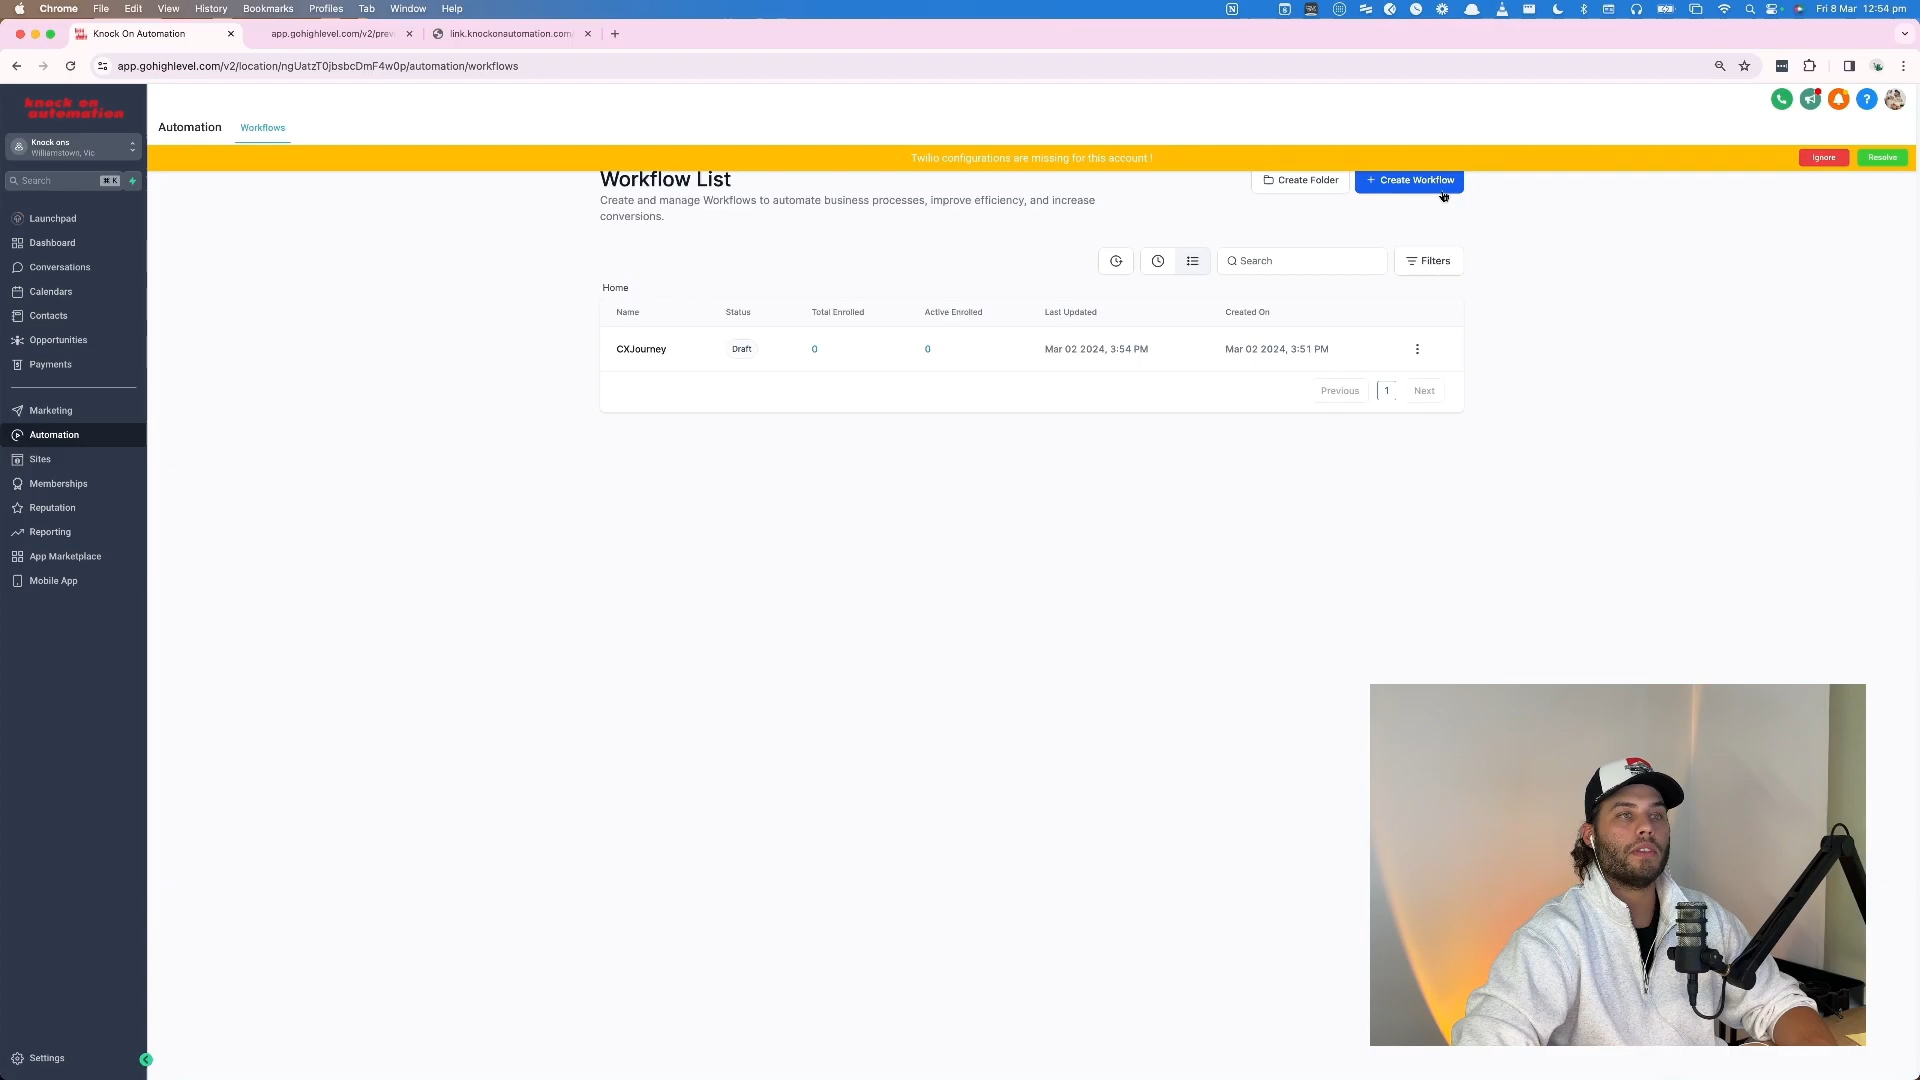 Chrome File Edit View History Bookmarks Profiles Tab Window Help
Fri 8 Mar 12:54 pm
Knock On Automation
app.gohighlevel.com/v2/prev
link.knockonautomation.com
app.gohighlevel.com/v2/location/ngUatzT0jbsbcDmF4w0p/automation/workflows
knock on
automation
Knock ons
Williamstown, Vic
Search ⌘ K
Launchpad
Dashboard
Conversations
Calendars
Contacts
Opportunities
Payments
Marketing
Automation
Sites
Memberships
Reputation
Reporting
App Marketplace
Mobile App
Settings
Automation Workflows
Twilio configurations are missing for this account !
Ignore Resolve
Workflow List
Create Folder
+ Create Workflow
Create and manage Workflows to automate business processes, improve efficiency, and increase
conversions.
Search
Filters
Home
Name Status Total Enrolled Active Enrolled Last Updated Created On
CXJourney Draft 0 0 Mar 02 2024, 3:54 PM Mar 02 2024, 3:51 PM
Previous 1 Next